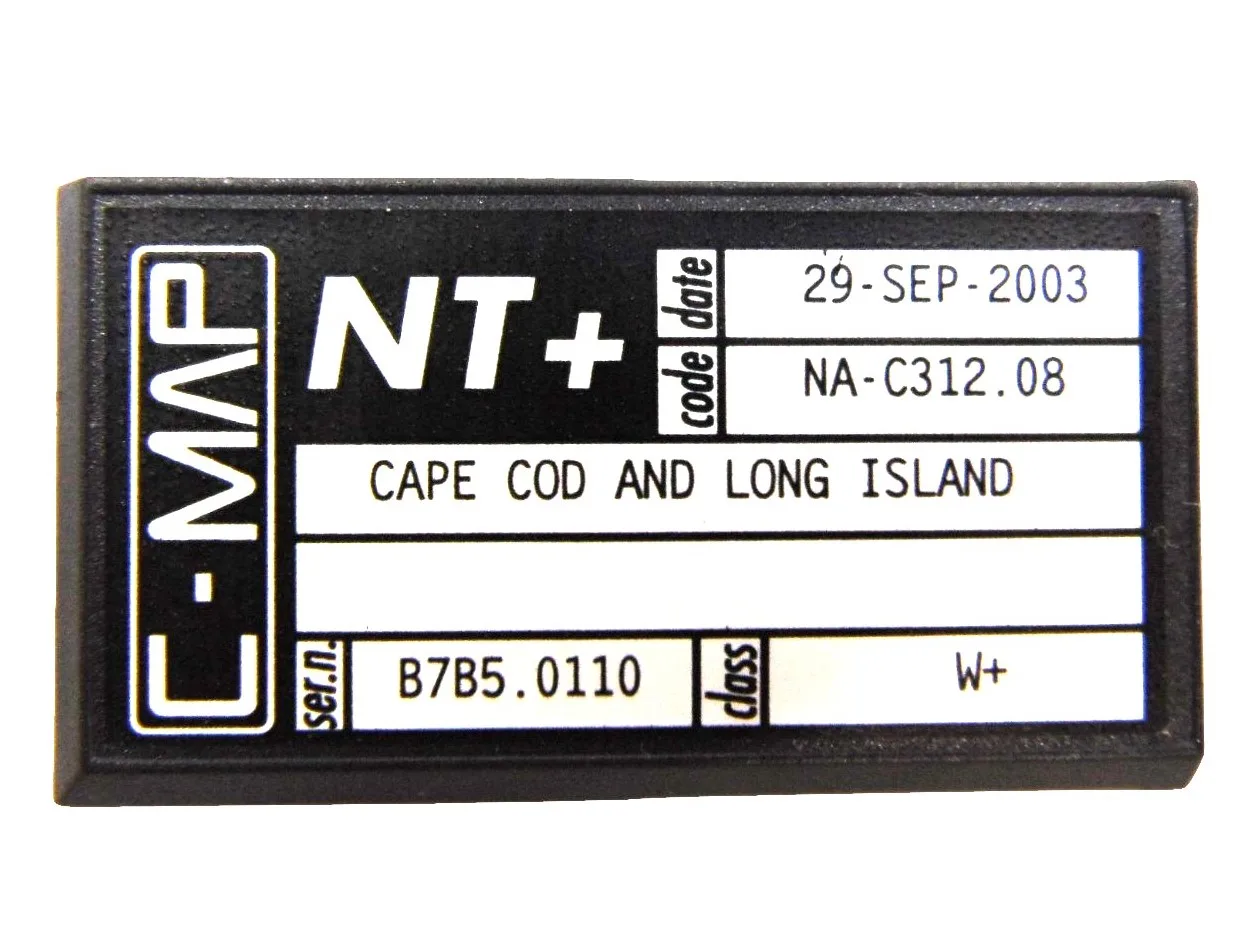 C-MAP
NT+
date 29-SEP-2003
code NA-C312.08
CAPE COD AND LONG ISLAND
ser.n. B7B5.0110 class W+